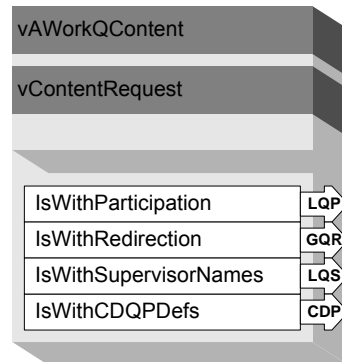 vAWorkQContent
vContentRequest
IsWithParticipation LQP
IsWithRedirection GQR
IsWithSupervisorNames LQS
IsWithCDQPDefs CDP